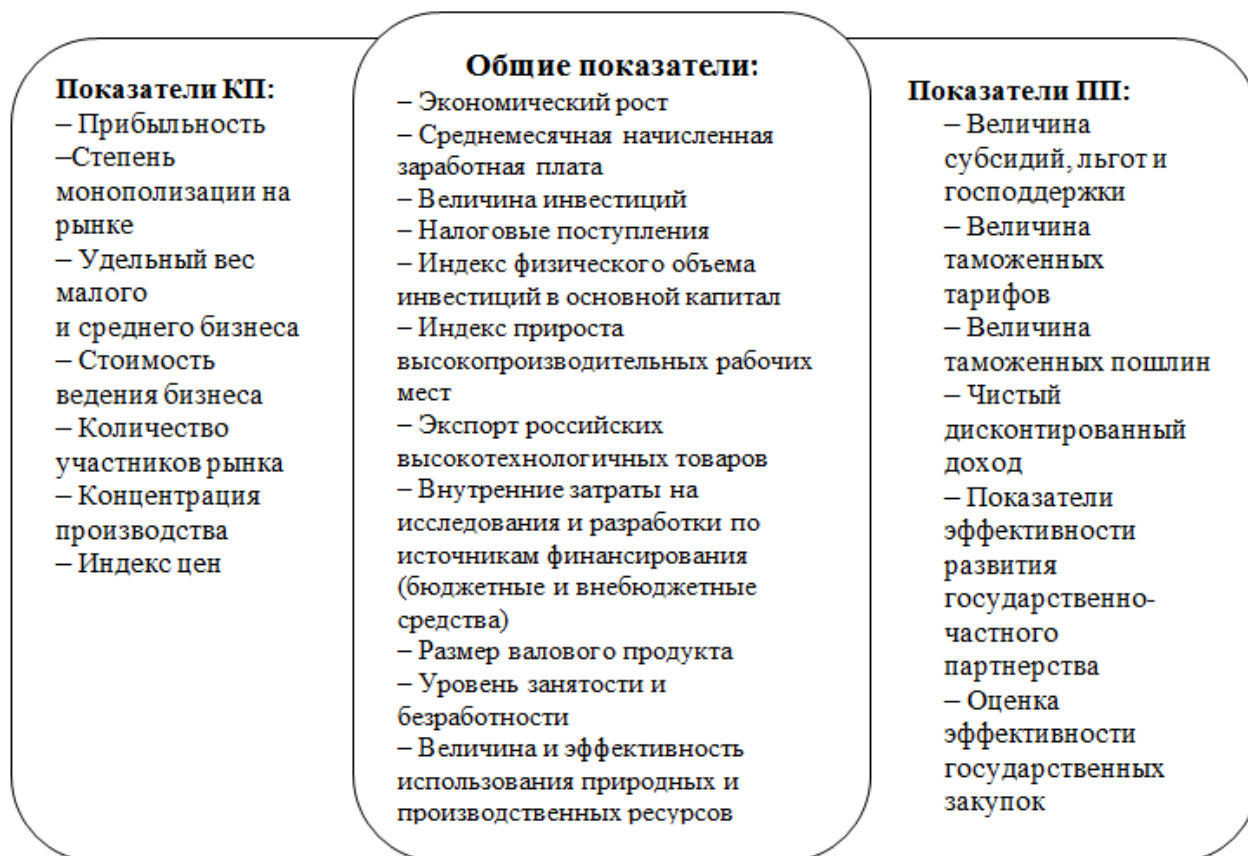 Показатели КП:
– Прибыльность
–Степень
монополизации на
рынке
– Удельный вес
малого
и среднего бизнеса
– Стоимость
ведения бизнеса
– Количество
участников рынка
– Концентрация
производства
– Индекс цен
Общие показатели:
– Экономический рост
– Среднемесячная начисленная
заработная плата
– Величина инвестиций
– Налоговые поступления
– Индекс физического объема
инвестиций в основной капитал
– Индекс прироста
высокопроизводительных рабочих
мест
– Экспорт российских
высокотехнологичных товаров
– Внутренние затраты на
исследования и разработки по
источникам финансирования
(бюджетные и внебюджетные
средства)
– Размер валового продукта
– Уровень занятости и
безработности
– Величина и эффективность
использования природных и
производственных ресурсов
Показатели ПП:
– Величина
субсидий, льгот и
господдержки
– Величина
таможенных
тарифов
– Величина
таможенных пошлин
– Чистый
дисконтированный
доход
– Показатели
эффективности
развития
государственно-
частного
партнерства
– Оценка
эффективности
государственных
закупок